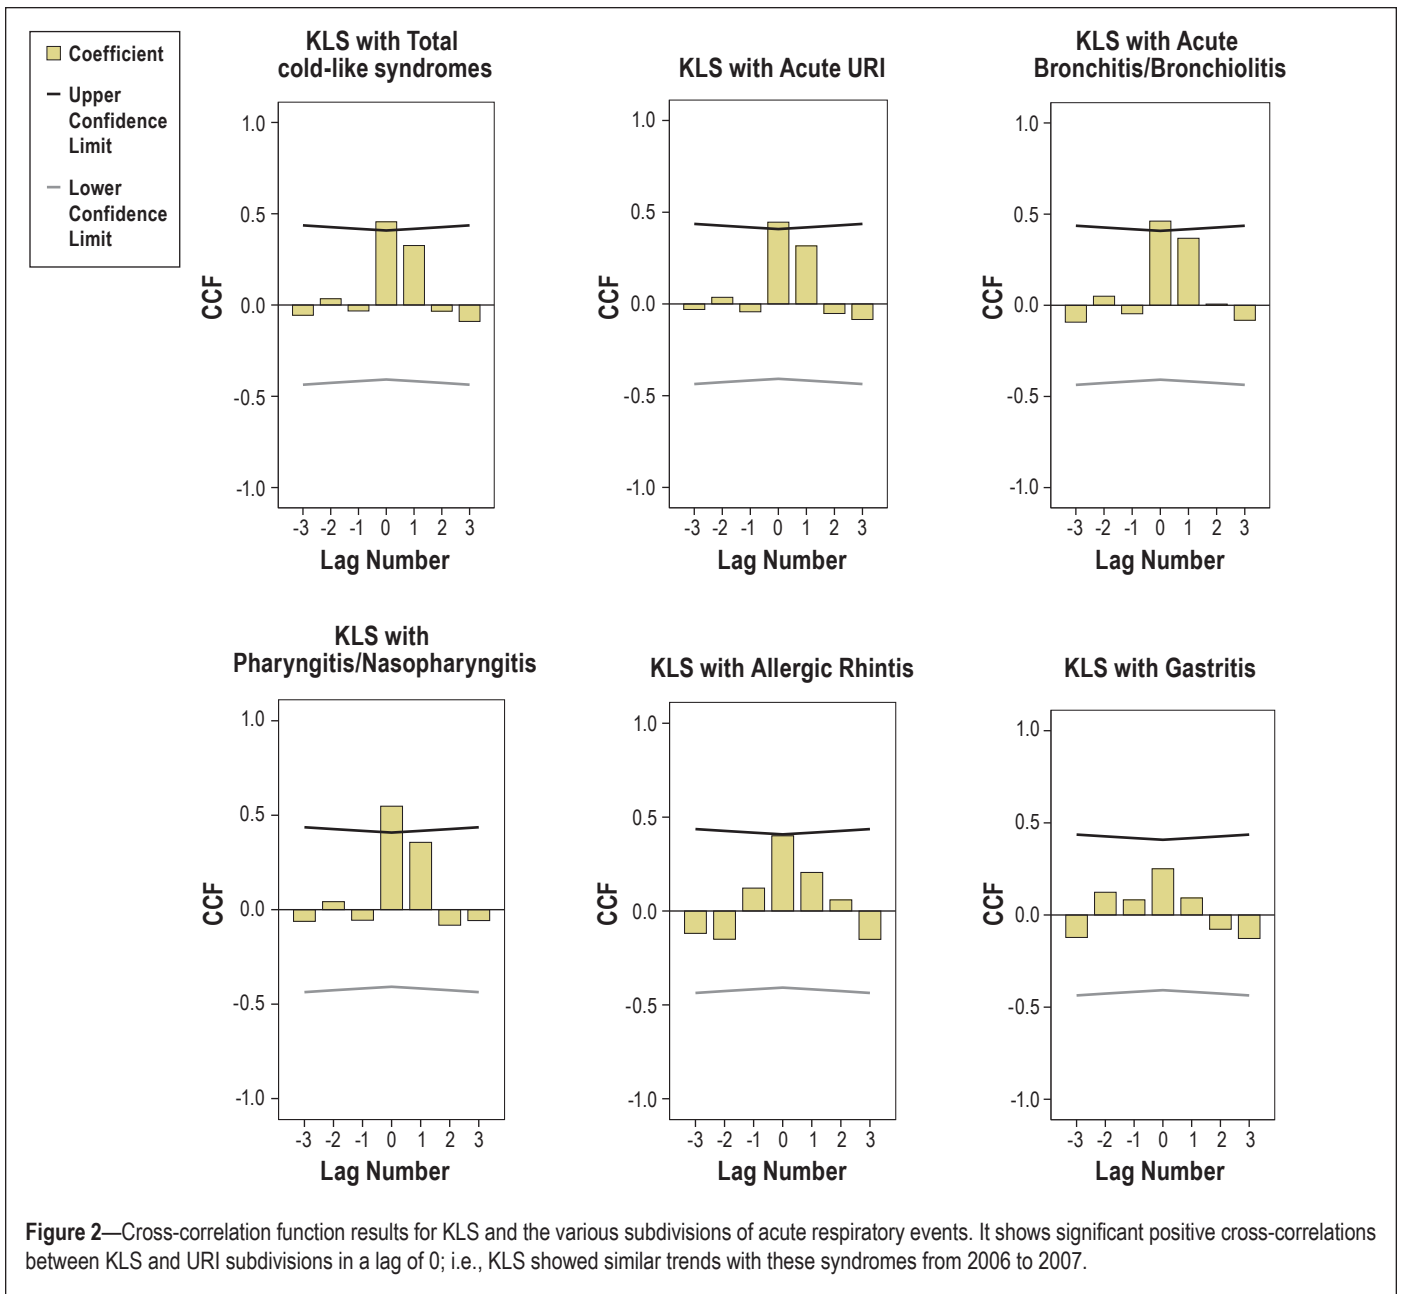 Coefficient
Upper
Confidence
Limit
Lower
Confidence
Limit
KLS with Total
cold-like syndromes
1.0
0.5
0.0
-0.5
-1.0
CCF
-3 -2 -1 0 1 2 3
Lag Number
KLS with Acute URI
1.0
0.5
0.0
-0.5
-1.0
CCF
-3 -2 -1 0 1 2 3
Lag Number
KLS with Acute
Bronchitis/Bronchiolitis
1.0
0.5
0.0
-0.5
-1.0
CCF
-3 -2 -1 0 1 2 3
Lag Number
KLS with
Pharyngitis/Nasopharyngitis
1.0
0.5
0.0
-0.5
-1.0
CCF
-3 -2 -1 0 1 2 3
Lag Number
KLS with Allergic Rhintis
1.0
0.5
0.0
-0.5
-1.0
CCF
-3 -2 -1 0 1 2 3
Lag Number
KLS with Gastritis
1.0
0.5
0.0
-0.5
-1.0
CCF
-3 -2 -1 0 1 2 3
Lag Number
Figure 2—Cross-correlation function results for KLS and the various subdivisions of acute respiratory events. It shows significant positive cross-correlations
between KLS and URI subdivisions in a lag of 0; i.e., KLS showed similar trends with these syndromes from 2006 to 2007.